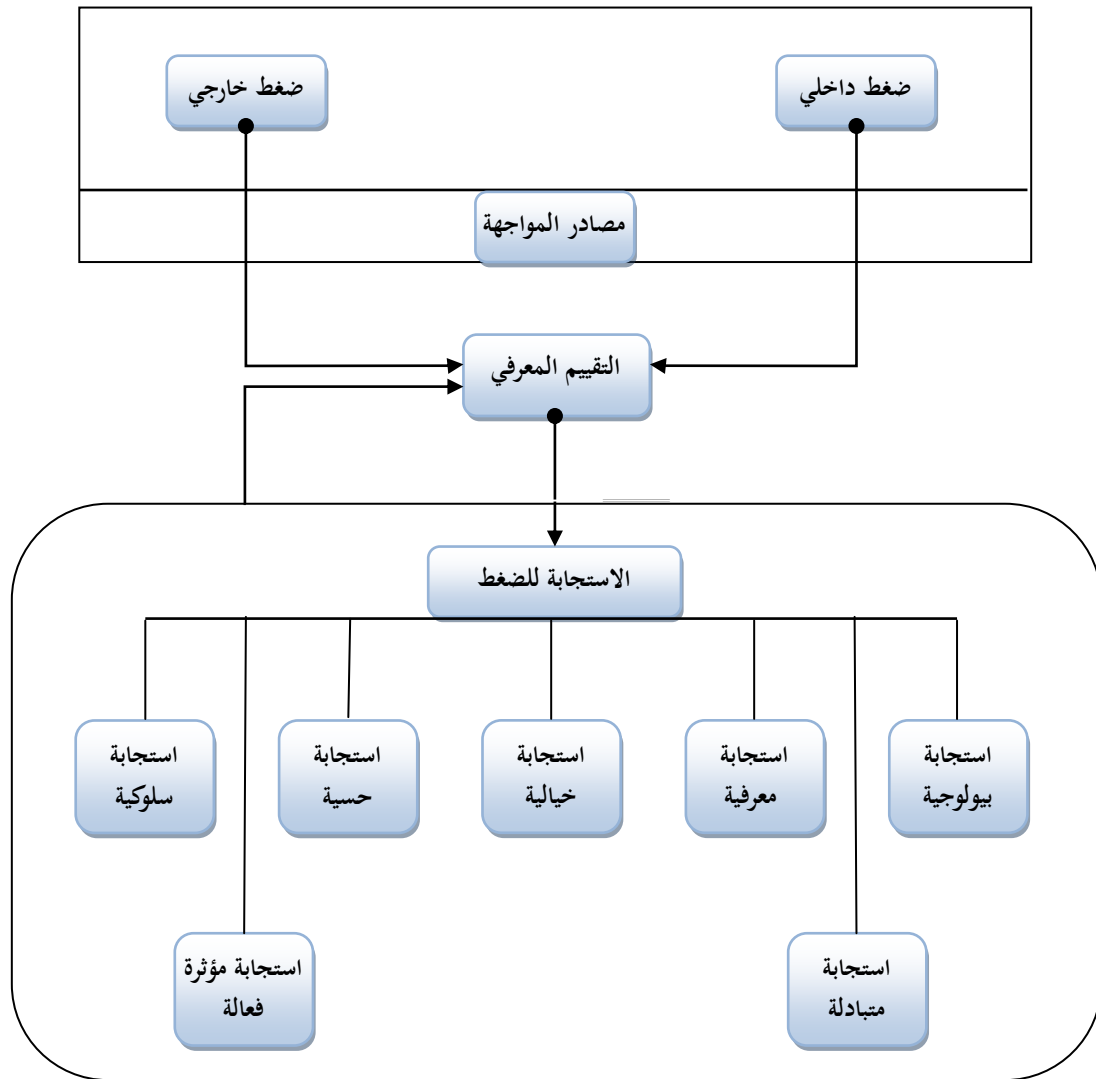 ضغط داخلي
ضغط خارجي
مصادر المواجهة
التقييم المعرفي
الاستجابة للضغط
استجابة
بيولوجية
استجابة
معرفية
استجابة
خيالية
استجابة
حسية
استجابة
سلوكية
استجابة
متبادلة
استجابة مؤثرة
فعالة